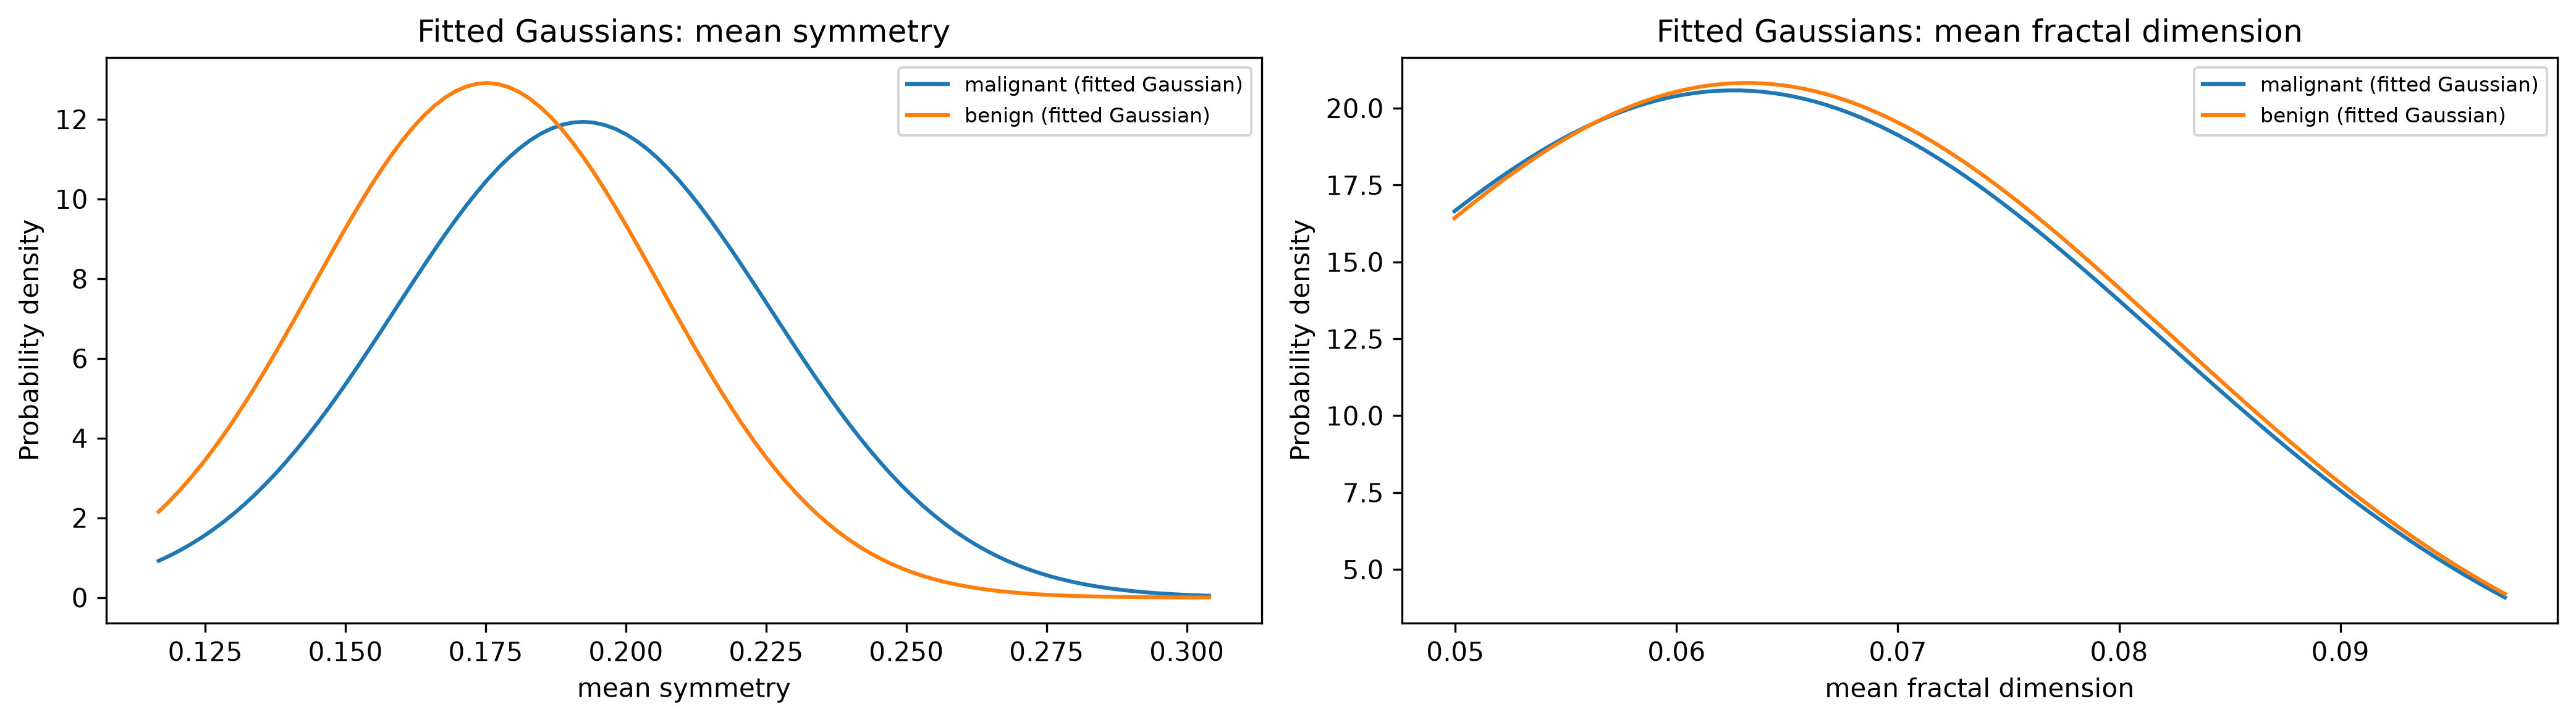 Fitted Gaussians: mean symmetry
malignant (fitted Gaussian)
benign (fitted Gaussian)
Probability density
12
10
8
6
4
2
0
0.125 0.150 0.175 0.200 0.225 0.250 0.275 0.300
mean symmetry
Fitted Gaussians: mean fractal dimension
malignant (fitted Gaussian)
benign (fitted Gaussian)
Probability density
20.0
17.5
15.0
12.5
10.0
7.5
5.0
0.05 0.06 0.07 0.08 0.09
mean fractal dimension